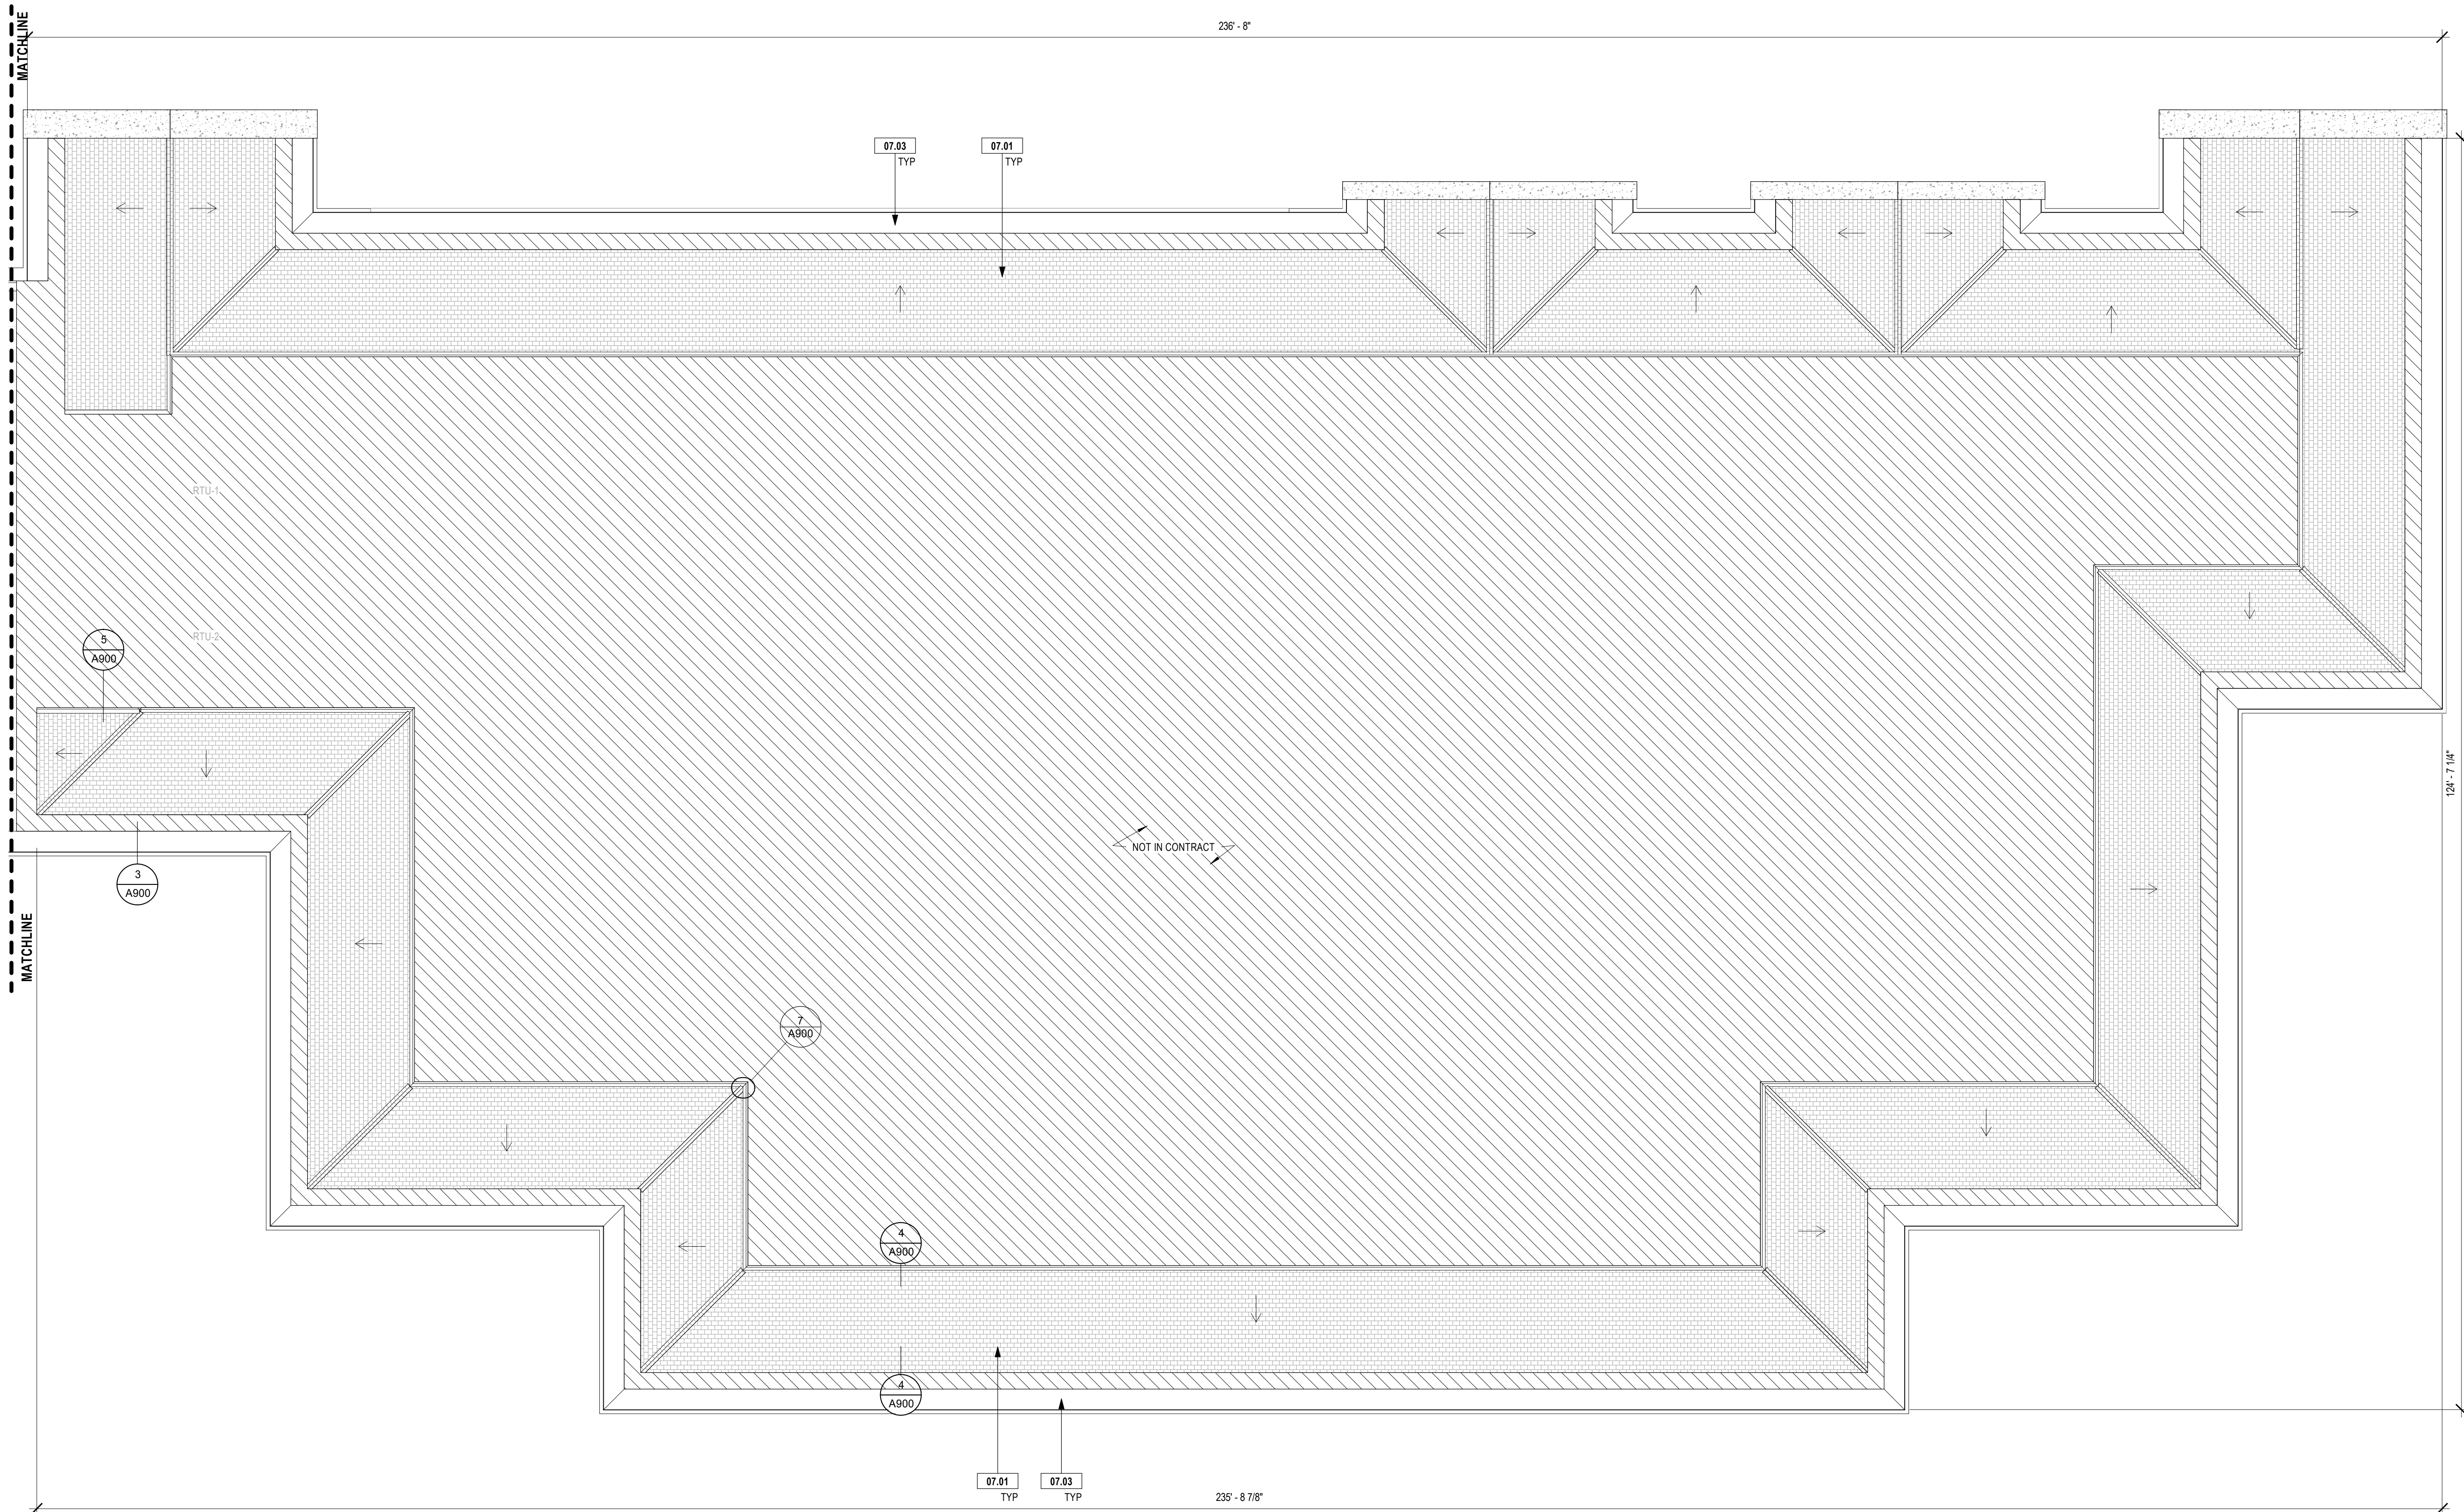 MATCHLINE
236' - 8"
07.03
TYP
07.01
TYP
RTU-1
RTU-2
5
A900
124' - 7 1/4"
NOT IN CONTRACT
3
A900
MATCHLINE
7
A900
4
A900
4
A900
07.01
TYP
07.03
TYP
235' - 8 7/8"